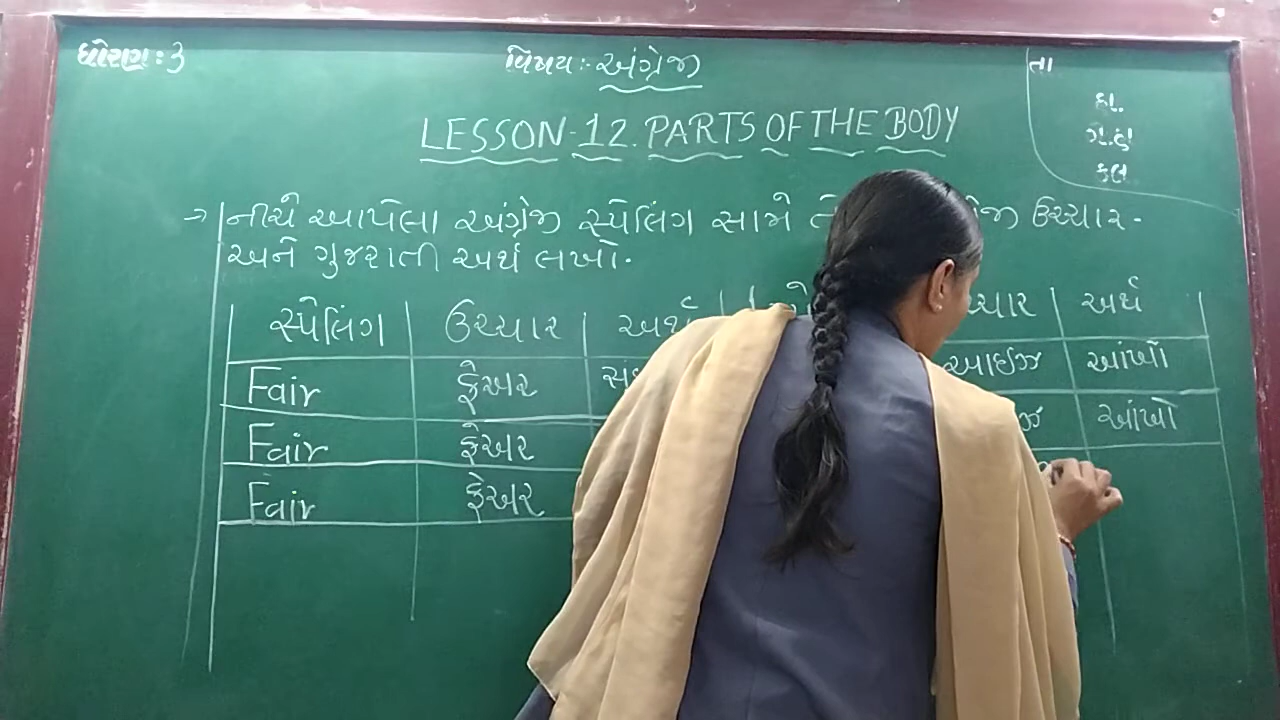 ધોરણ: 3
વિષય:- અંગ્રેજી
તા
હા.
ગે.હા
કુલ
LESSON-12. PARTS OF THE BODY
→ નીચે આપેલા અંગ્રેજી સ્પેલિંગ સામે ઉચ્ચાર.
અને ગુજરાતી અર્થ લખો.
સ્પેલિંગ ઉચ્ચાર અર્થ અર્થ
Fair ફેઅર આઈઝ આંખો
Fair ફેઅર આંખો
Fair ફેઅર